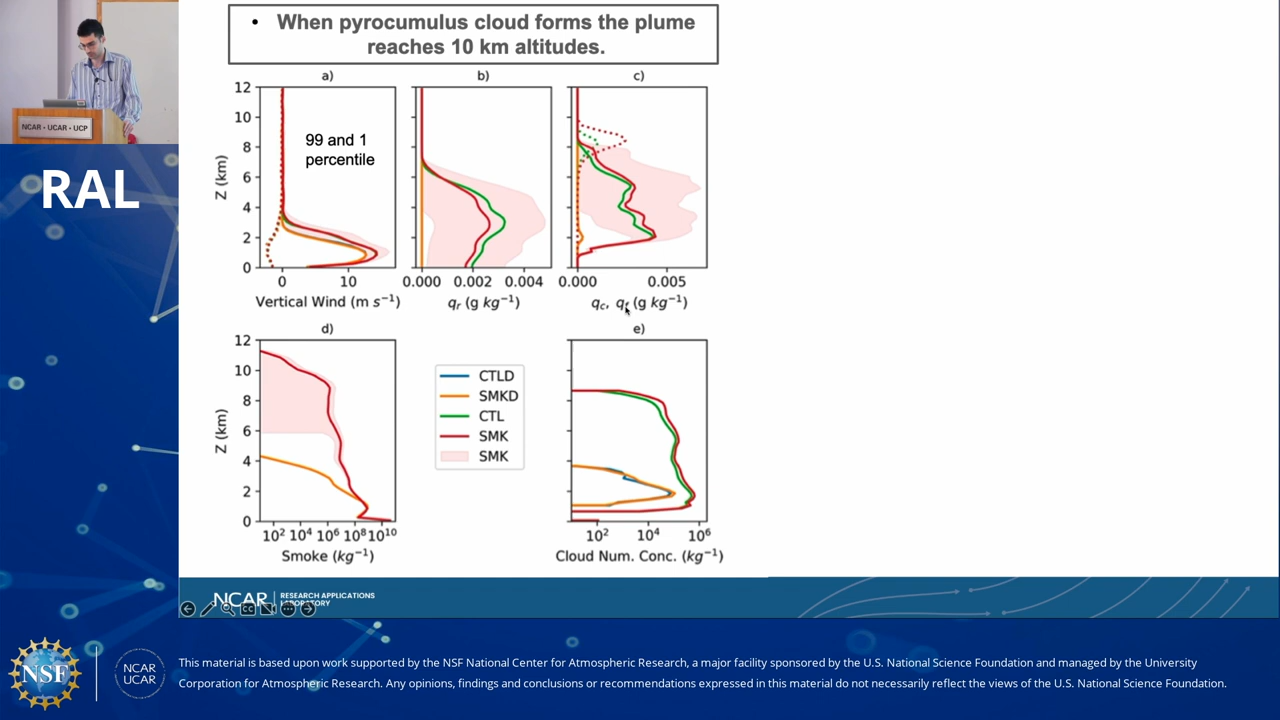 • When pyrocumulus cloud forms the plume
reaches 10 km altitudes.
NCAR • UCAR • UCP
RAL
a)
12
10
8
6
4
2
0
Z (km)
99 and 1
percentile
0 10
Vertical Wind (m s⁻¹)
b)
0.000 0.002 0.004
qᵣ (g kg⁻¹)
c)
0.000 0.005
(g kg⁻¹)
d)
12
10
8
6
4
2
0
Z (km)
10² 10⁴ 10⁶ 10⁸ 10¹⁰
Smoke (kg⁻¹)
CTLD
SMKD
CTL
SMK
SMK
e)
10² 10⁴ 10⁶
Cloud Num. Conc. (kg⁻¹)
NCAR
RESEARCH APPLICATIONS
CC
NSF
NCAR
UCAR
This material is based upon work supported by the NSF National Center for Atmospheric Research, a major facility sponsored by the U.S. National Science Foundation and managed by the University
Corporation for Atmospheric Research. Any opinions, findings and conclusions or recommendations expressed in this material do not necessarily reflect the views of the U.S. National Science Foundation.